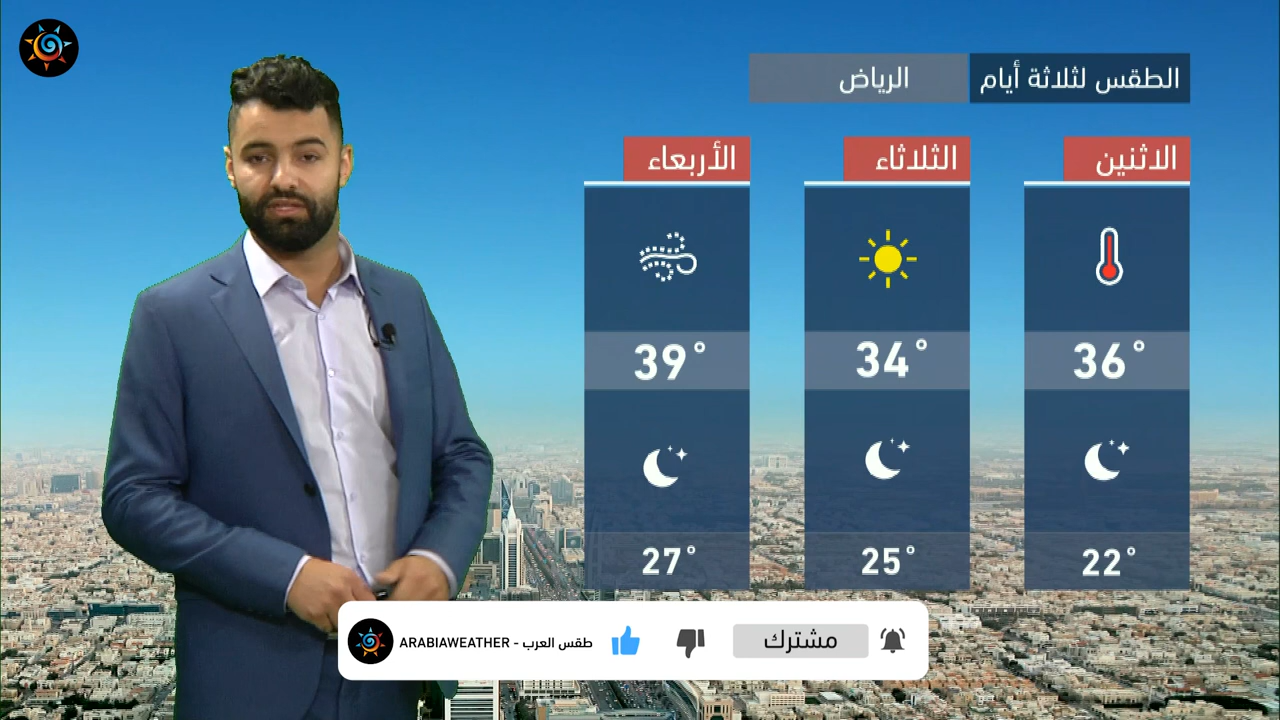 الطقس لثلاثة أيام
الرياض
الاثنين
الثلاثاء
الأربعاء
36°
34°
39°
22°
25°
27°
ARABIAWEATHER - طقس العرب
مشترك